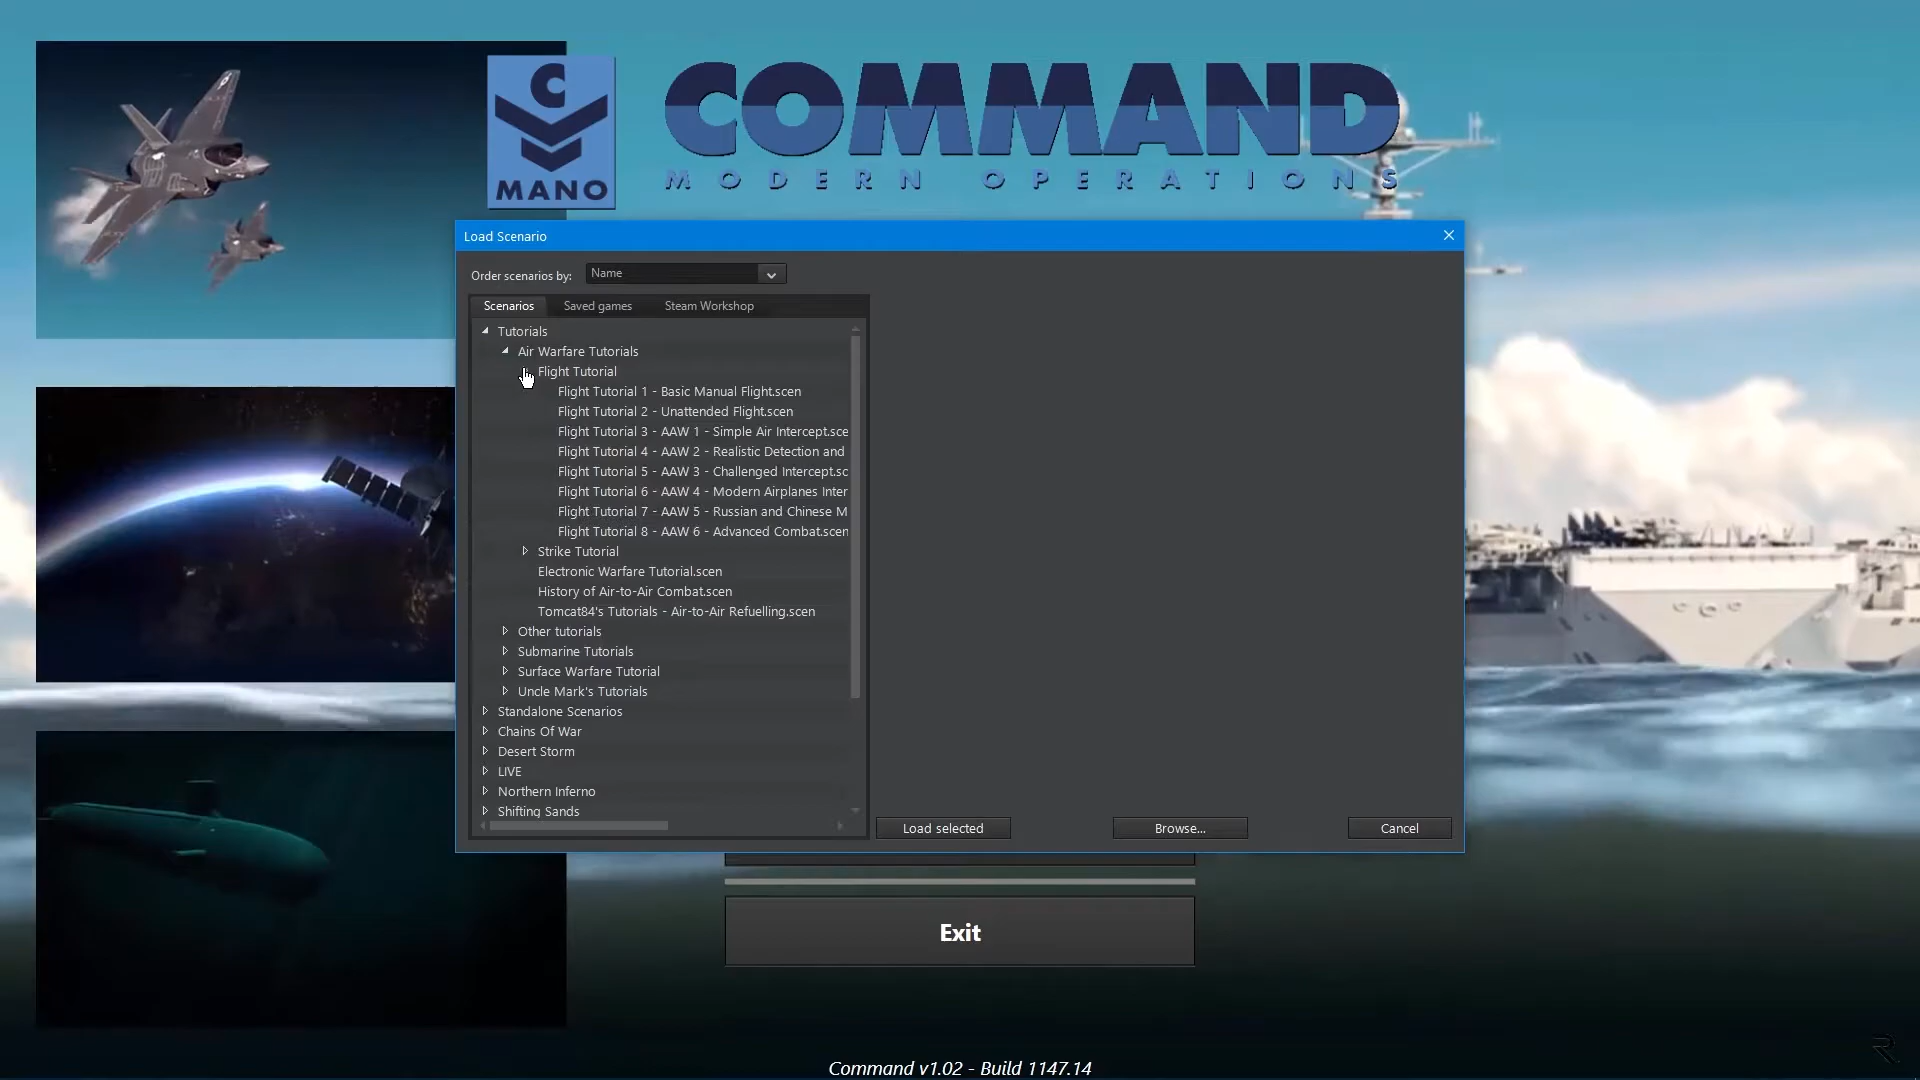 C
MANO
COMMAND
MODERN OPERATIONS
Load Scenario
Order scenarios by: Name
Scenarios Saved games Steam Workshop
Tutorials
Air Warfare Tutorials
Flight Tutorial
Flight Tutorial 1 - Basic Manual Flight.scen
Flight Tutorial 2 - Unattended Flight.scen
Flight Tutorial 3 - AAW 1 - Simple Air Intercept.sce
Flight Tutorial 4 - AAW 2 - Realistic Detection and
Flight Tutorial 5 - AAW 3 - Challenged Intercept.sc
Flight Tutorial 6 - AAW 4 - Modern Airplanes Inter
Flight Tutorial 7 - AAW 5 - Russian and Chinese M
Flight Tutorial 8 - AAW 6 - Advanced Combat.scen
Strike Tutorial
Electronic Warfare Tutorial.scen
History of Air-to-Air Combat.scen
Tomcat84's Tutorials - Air-to-Air Refuelling.scen
Other tutorials
Submarine Tutorials
Surface Warfare Tutorial
Uncle Mark's Tutorials
Standalone Scenarios
Chains Of War
Desert Storm
LIVE
Northern Inferno
Shifting Sands
Load selected Browse... Cancel
Exit
Command v1.02 - Build 1147.14